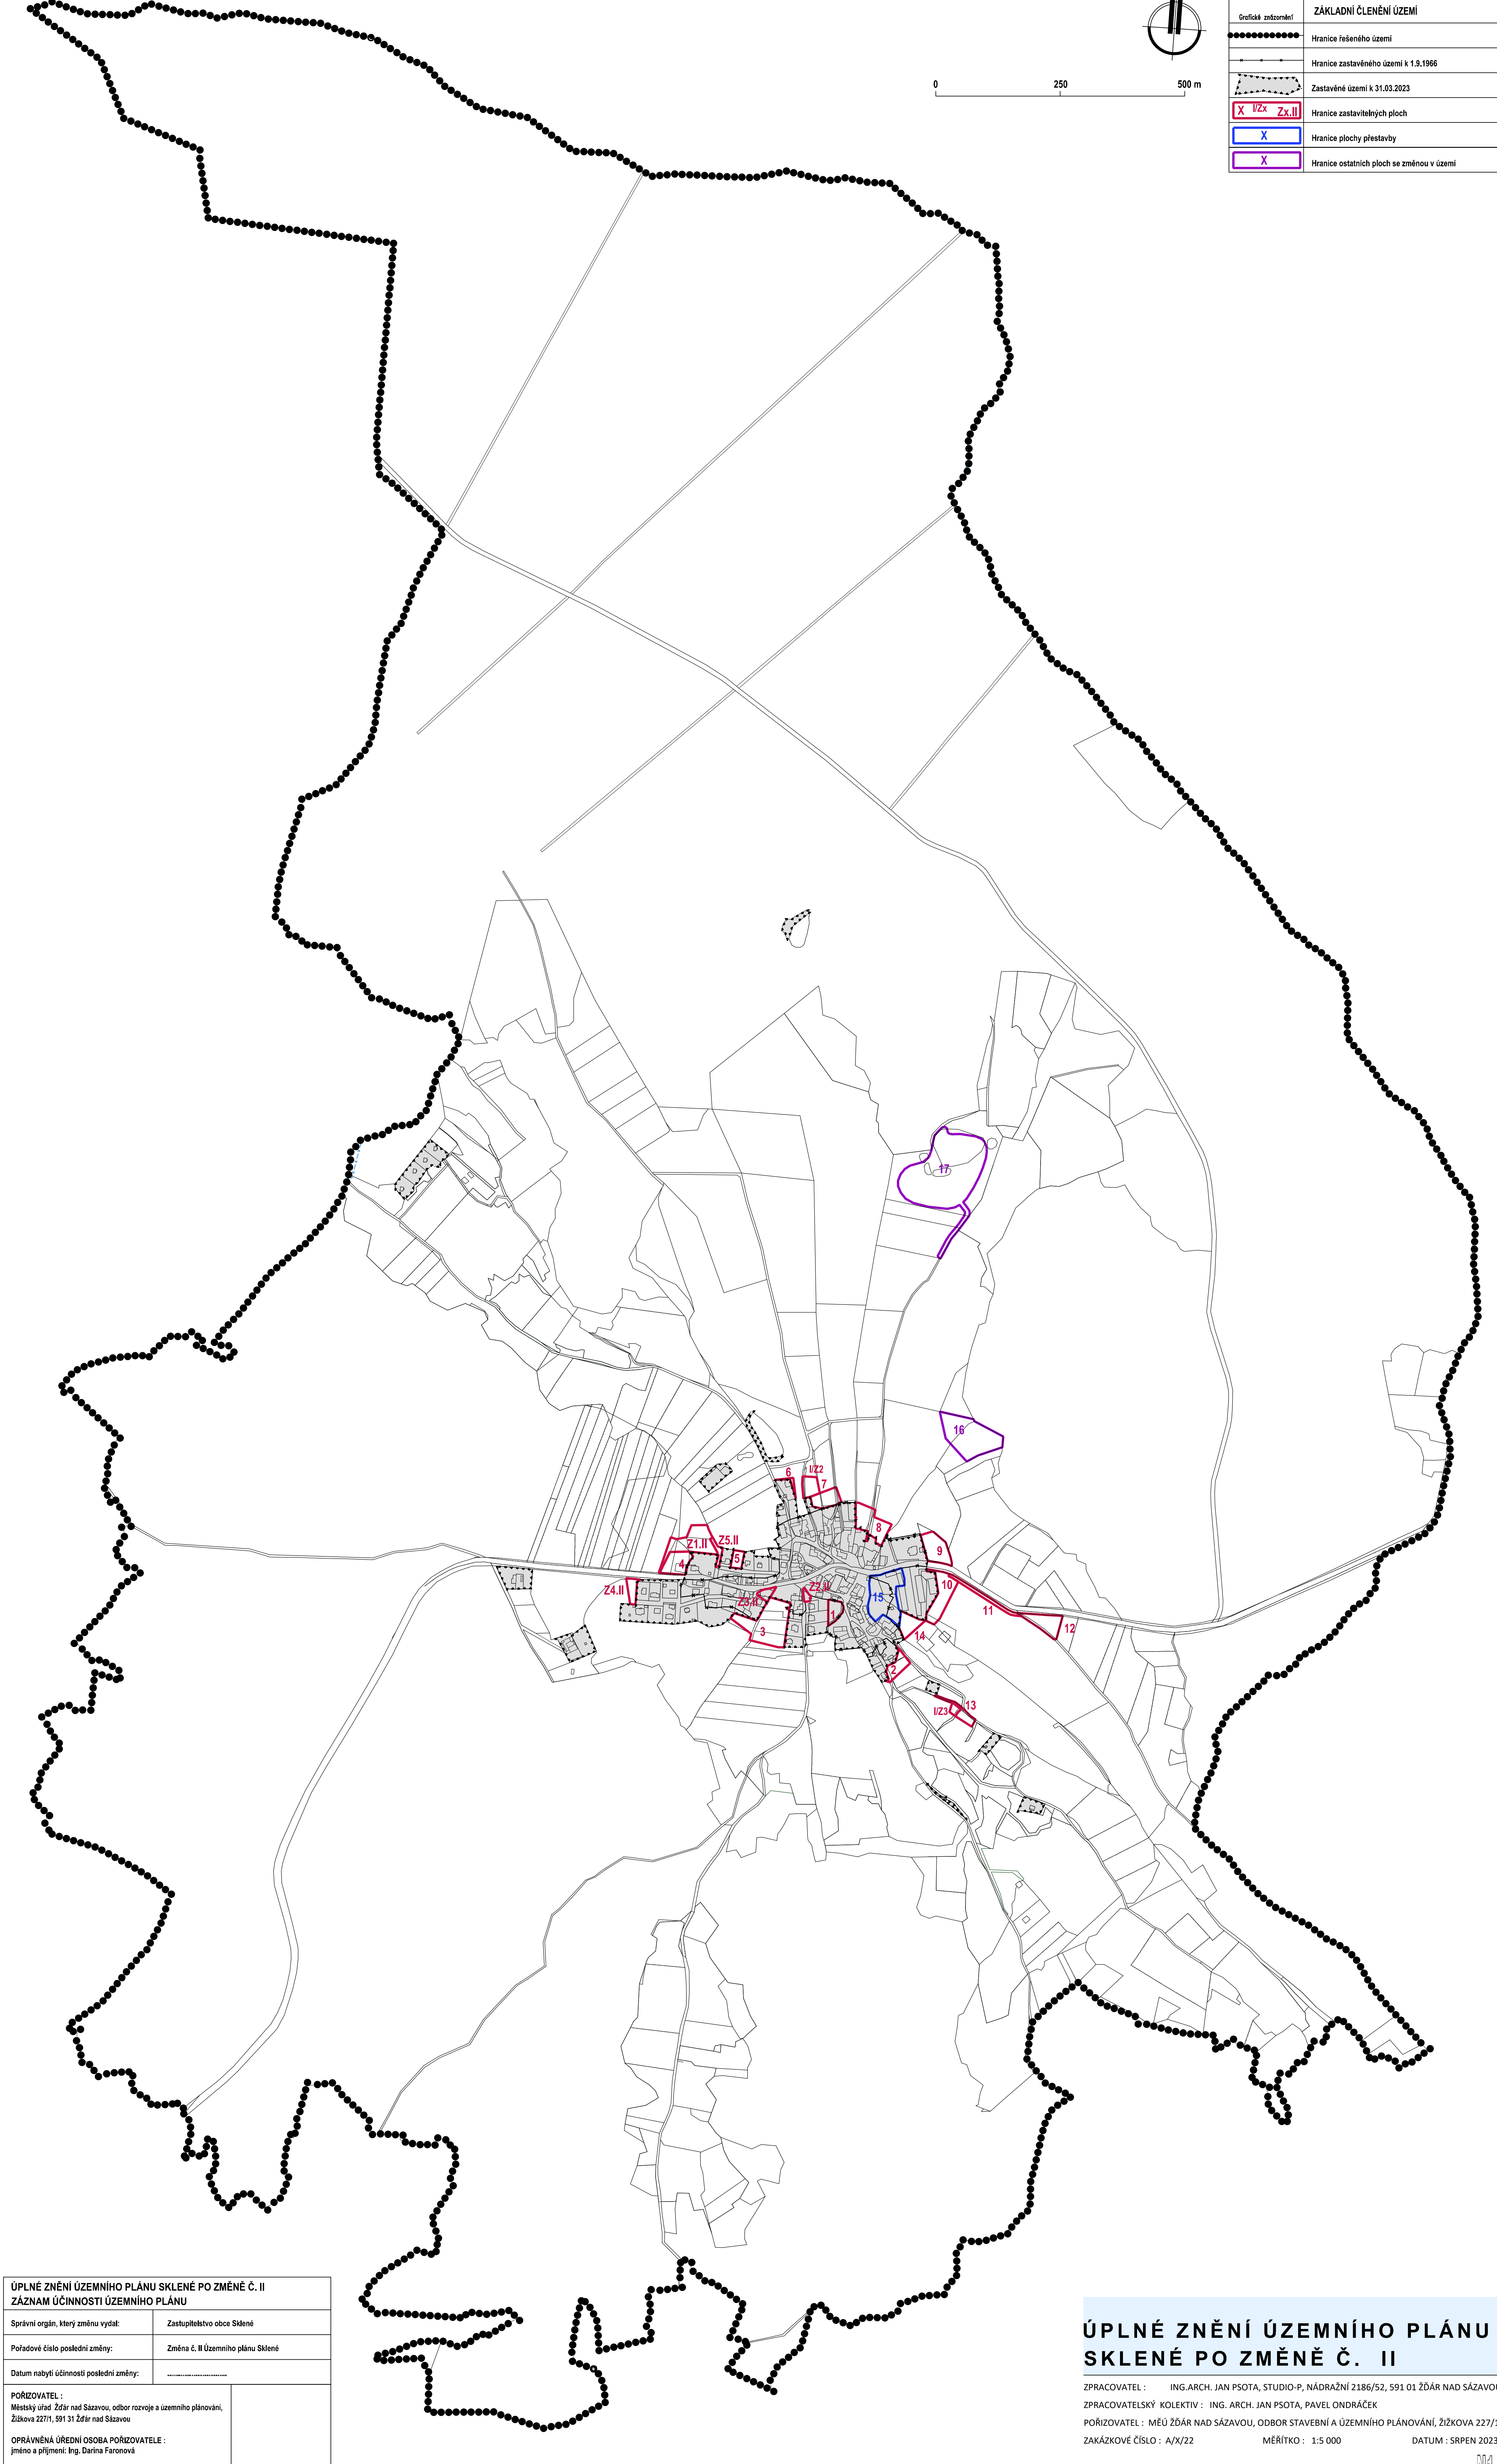 Grafické znázornění
ZÁKLADNÍ ČLENĚNÍ ÚZEMÍ
Hranice řešeného území
Hranice zastavěného území k 1.9.1966
Zastavěné území k 31.03.2023
X I/Zx Zx.II
Hranice zastavitelných ploch
X
Hranice plochy přestavby
X
Hranice ostatních ploch se změnou v území
0 250 500 m
17
16
6
I/Z2
7
8
9
Z1.II
Z5.II
4
5
Z4.II
Z3.II
Z2.II
3
1
15
10
11
12
14
2
I/Z3
13
ÚPLNÉ ZNĚNÍ ÚZEMNÍHO PLÁNU SKLENÉ PO ZMĚNĚ Č. II
ZÁZNAM ÚČINNOSTI ÚZEMNÍHO PLÁNU
Správní orgán, který změnu vydal: Zastupitelstvo obce Sklené
Pořadové číslo poslední změny: Změna č. II Územního plánu Sklené
Datum nabytí účinnosti poslední změny: ............................
POŘIZOVATEL :
Městský úřad Žďár nad Sázavou, odbor rozvoje a územního plánování,
Žižkova 227/1, 591 31 Žďár nad Sázavou
OPRÁVNĚNÁ ÚŘEDNÍ OSOBA POŘIZOVATELE :
jméno a příjmení: Ing. Darina Faronová
ÚPLNÉ ZNĚNÍ ÚZEMNÍHO PLÁNU
SKLENÉ PO ZMĚNĚ Č. II
ZPRACOVATEL : ING.ARCH. JAN PSOTA, STUDIO-P, NÁDRAŽNÍ 2186/52, 591 01 ŽĎÁR NAD SÁZAVOU
ZPRACOVATELSKÝ KOLEKTIV : ING. ARCH. JAN PSOTA, PAVEL ONDRÁČEK
POŘIZOVATEL : MĚÚ ŽĎÁR NAD SÁZAVOU, ODBOR STAVEBNÍ A ÚZEMNÍHO PLÁNOVÁNÍ, ŽIŽKOVA 227/1
ZAKÁZKOVÉ ČÍSLO : A/X/22 MĚŘÍTKO : 1:5 000 DATUM : SRPEN 2023